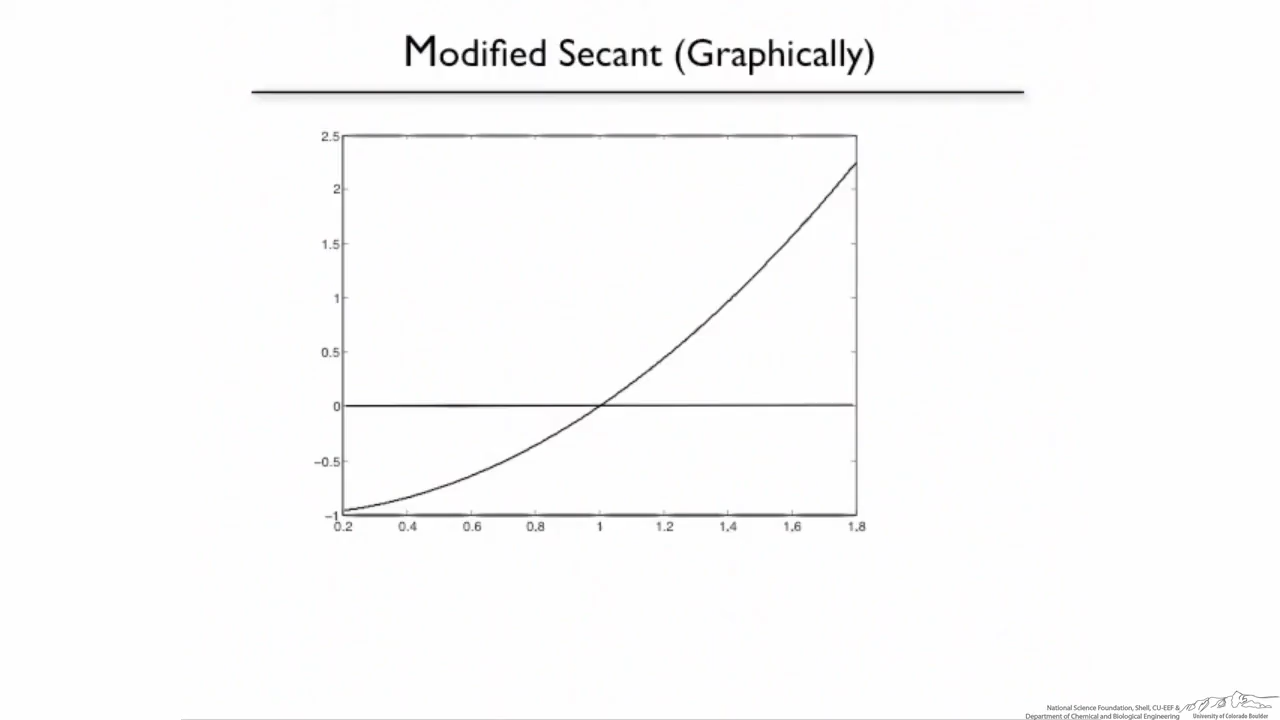 Modified Secant (Graphically)
2.5
2
1.5
1
0.5
0
−0.5
−1
0.2 0.4 0.6 0.8 1 1.2 1.4 1.6 1.8
National Science Foundation, Shell, CU-EEF &
Department of Chemical and Biological Engineering
University of Colorado Boulder